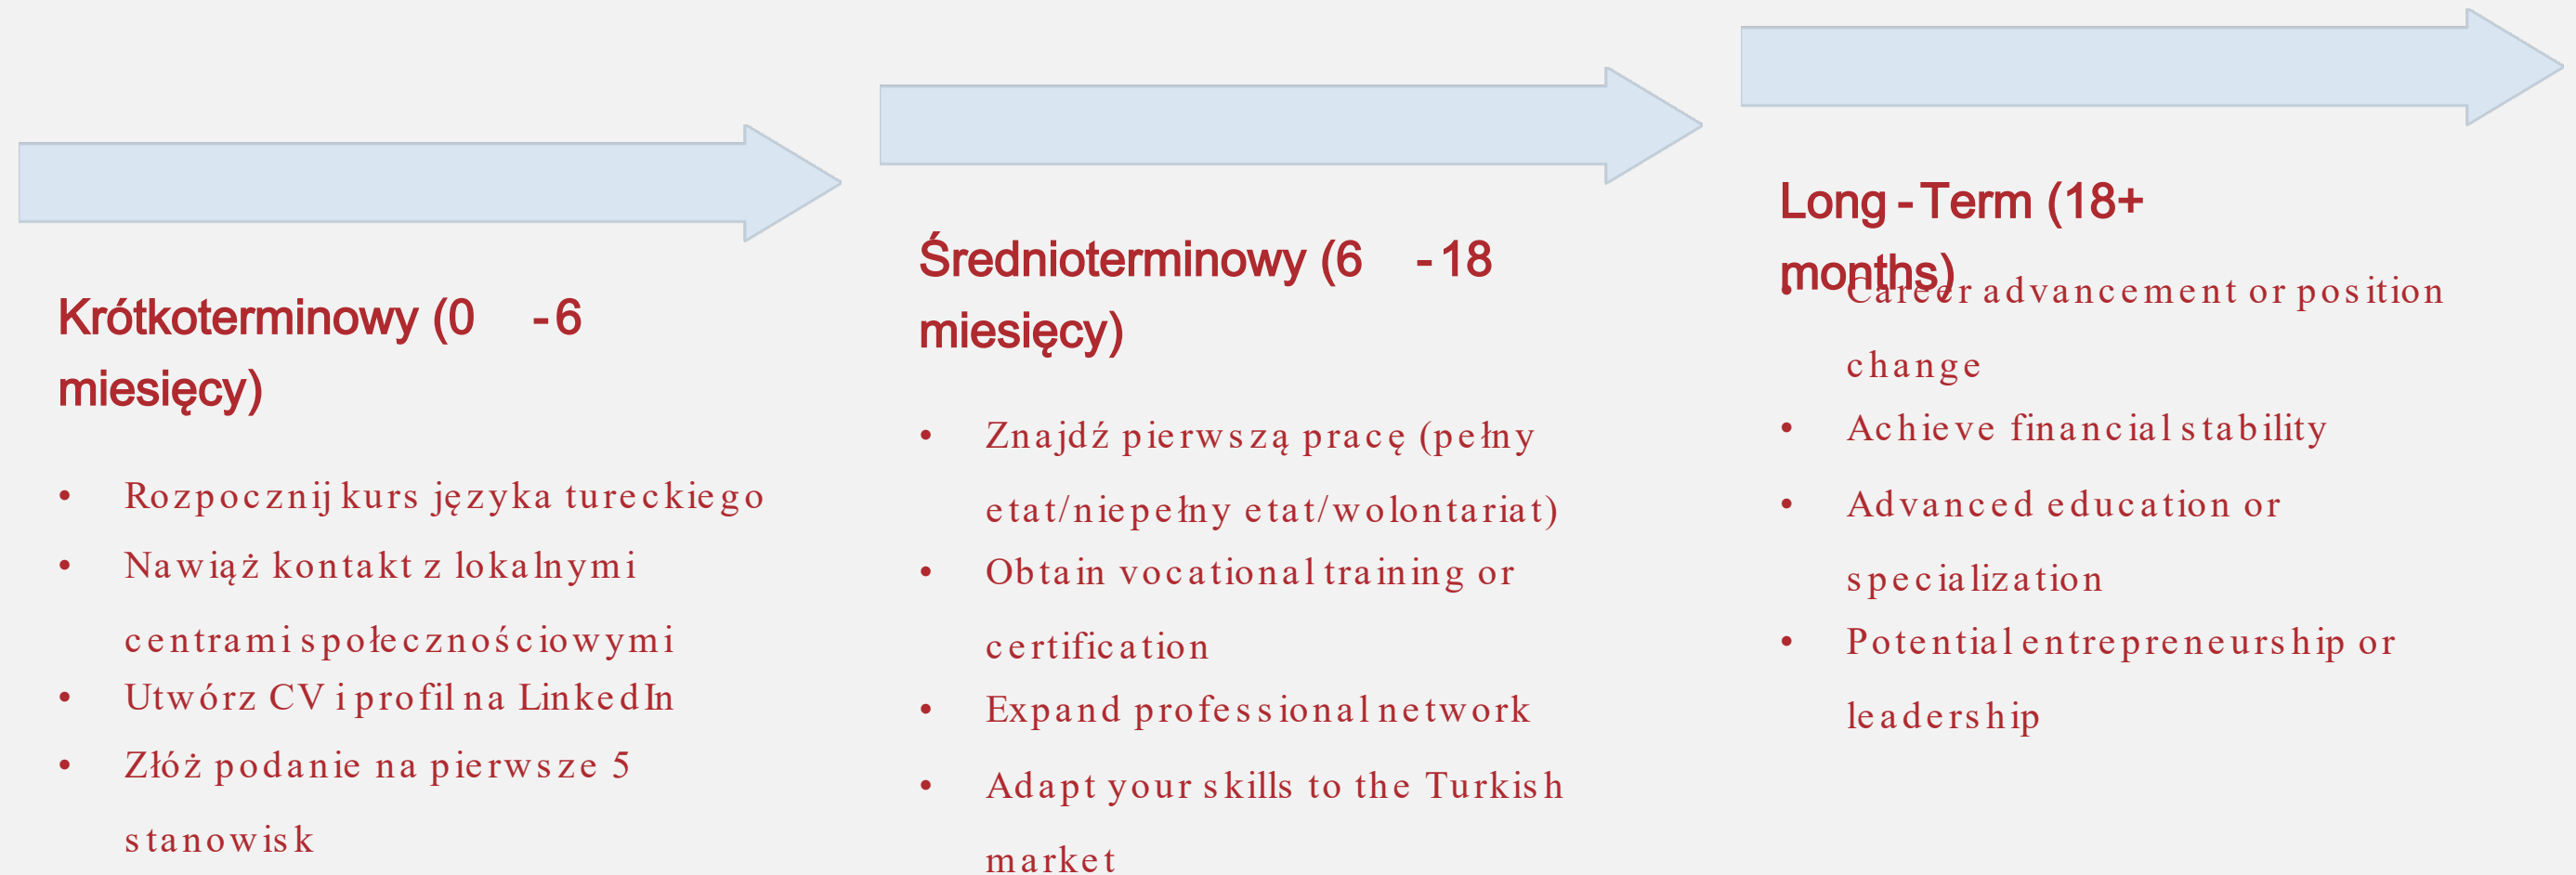 Krótkoterminowy (0 -6
miesięcy)
• Rozpocznij kurs języka tureckiego
• Nawiąż kontakt z lokalnymi
centrami społecznościowymi
• Utwórz CV i profil na LinkedIn
• Złóż podanie na pierwsze 5
stanowisk
Średnioterminowy (6 -18
miesięcy)
• Znajdź pierwszą pracę (pełny
etat/niepełny etat/wolontariat)
• Obtain vocational training or
certification
• Expand professional network
• Adapt your skills to the Turkish
market
Long -Term (18+
months)
• Career advancement or position
change
• Achieve financial stability
• Advanced education or
specialization
• Potential entrepreneurship or
leadership